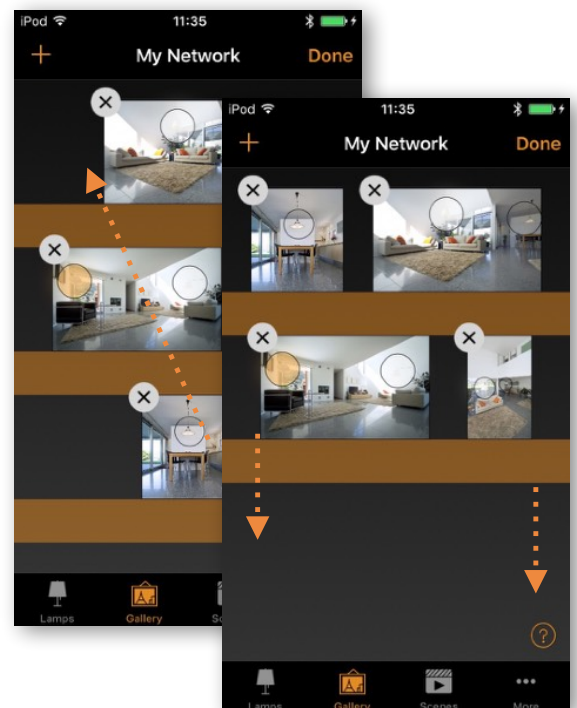 iPod 11:35
My Network Done
Lamps Gallery
iPod 11:35
My Network Done
?
Lamps Gallery Scenes More